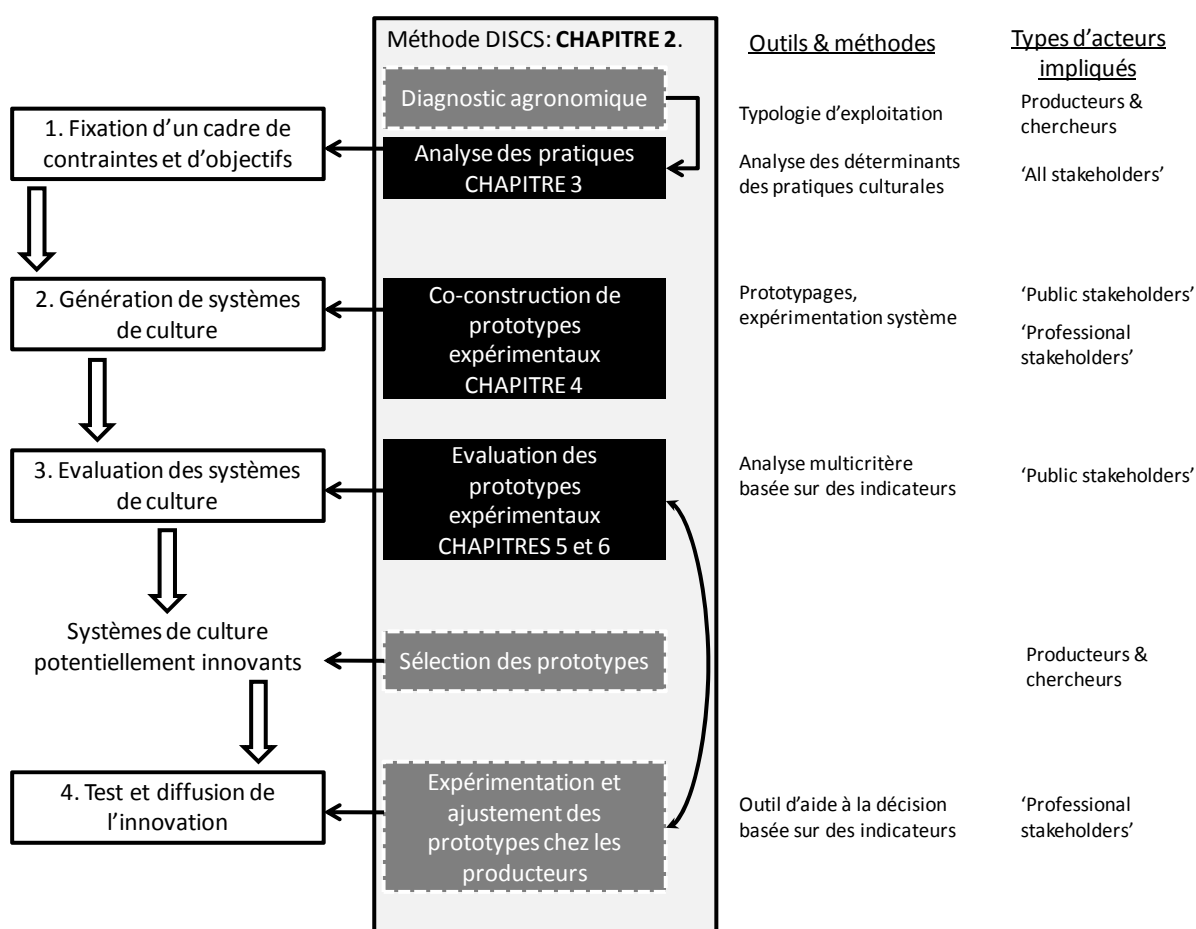 Méthode DISCS: CHAPITRE 2.
Outils & méthodes
Types d'acteurs
impliqués
Diagnostic agronomique
Typologie d'exploitation
Producteurs &
chercheurs
1. Fixation d'un cadre de
contraintes et d'objectifs
Analyse des pratiques
CHAPITRE 3
Analyse des déterminants
des pratiques culturales
‘All stakeholders’
2. Génération de systèmes
de culture
Co-construction de
prototypes
expérimentaux
CHAPITRE 4
Prototypages,
expérimentation système
‘Public stakeholders’
‘Professional
stakeholders’
3. Evaluation des systèmes
de culture
Evaluation des
prototypes
expérimentaux
CHAPITRES 5 et 6
Analyse multicritère
basée sur des indicateurs
‘Public stakeholders’
Systèmes de culture
potentiellement innovants
Sélection des prototypes
Producteurs &
chercheurs
4. Test et diffusion de
l'innovation
Expérimentation et
ajustement des
prototypes chez les
producteurs
Outil d'aide à la décision
basée sur des indicateurs
‘Professional
stakeholders’